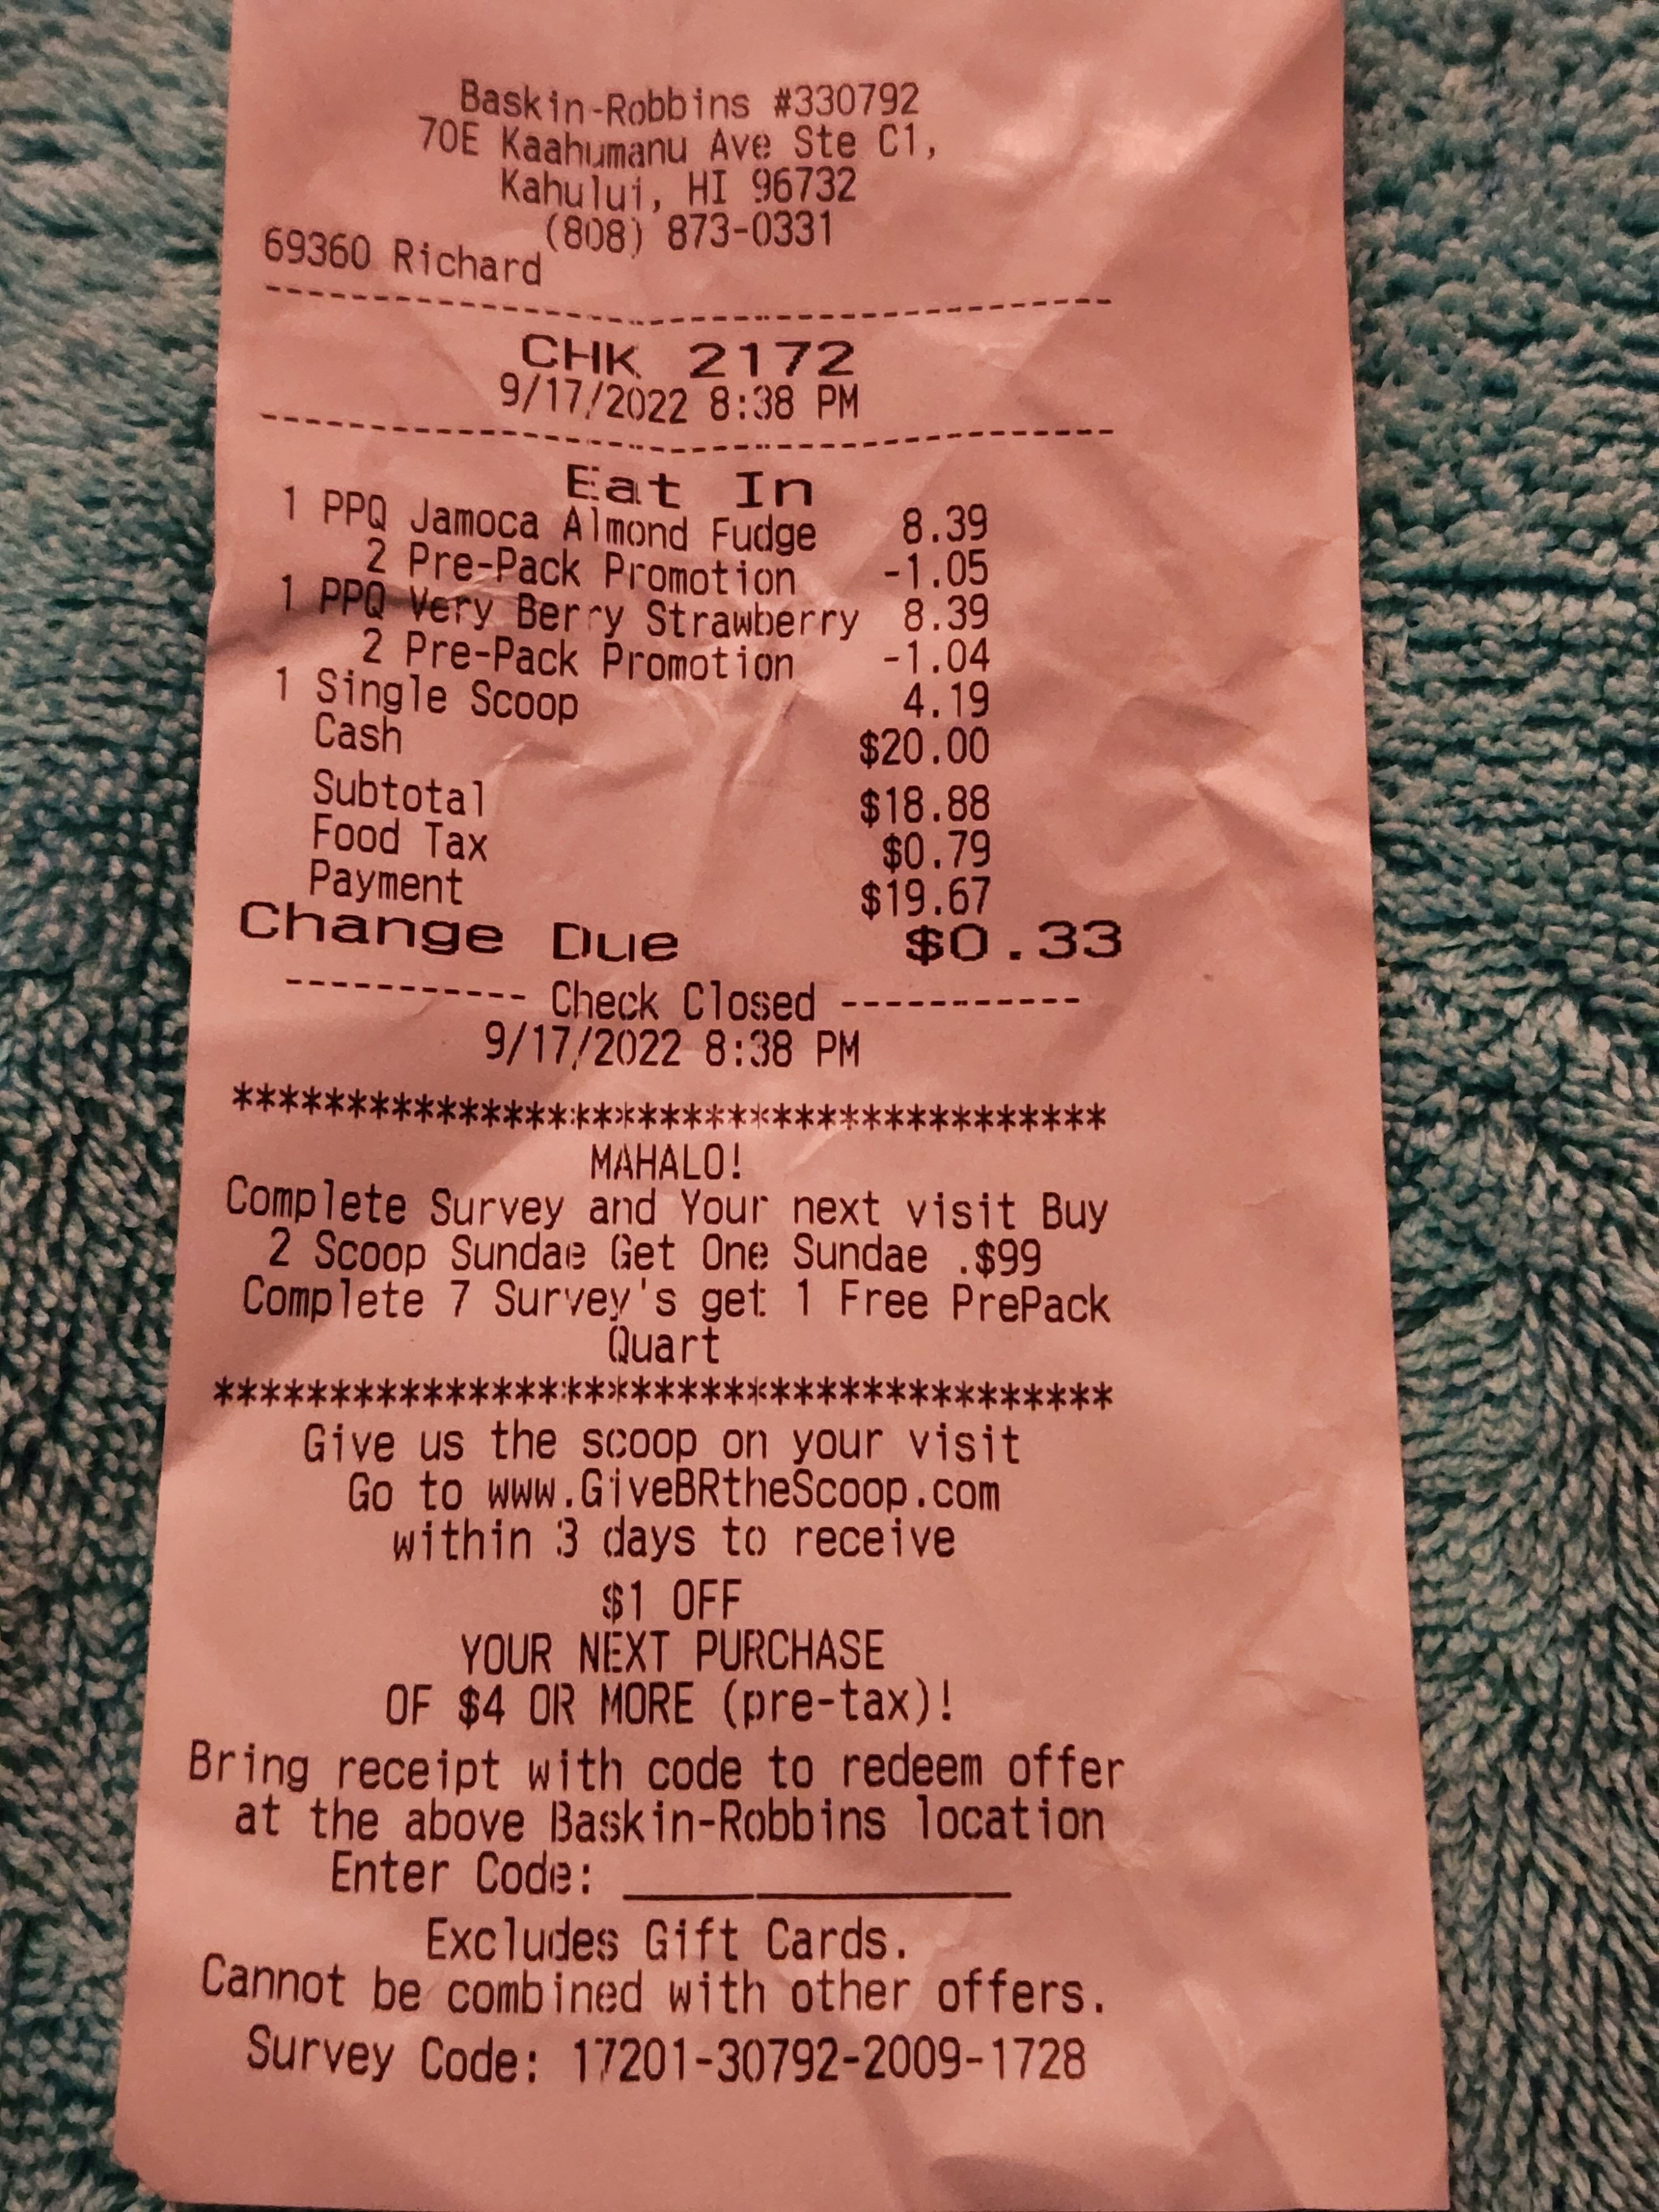 Baskin-Robbins #330792
70E Kaahumanu Ave Ste C1,
Kahului, HI 96732
(808) 873-0331
69360 Richard
--------------------------------------
CHK 2172
9/17/2022 8:38 PM
--------------------------------------
Eat In
1 PPQ Jamoca Almond Fudge 8.39
2 Pre-Pack Promotion -1.05
1 PPQ Very Berry Strawberry 8.39
2 Pre-Pack Promotion -1.04
1 Single Scoop 4.19
Cash $20.00
Subtotal $18.88
Food Tax $0.79
Payment $19.67
Change Due $0.33
----------- Check Closed -----------
9/17/2022 8:38 PM
***************************************
MAHALO!
Complete Survey and Your next visit Buy
2 Scoop Sundae Get One Sundae .$99
Complete 7 Survey's get 1 Free PrePack
Quart
***************************************
Give us the scoop on your visit
Go to www.GiveBRtheScoop.com
within 3 days to receive
$1 OFF
YOUR NEXT PURCHASE
OF $4 OR MORE (pre-tax)!
Bring receipt with code to redeem offer
at the above Baskin-Robbins location
Enter Code: _______________
Excludes Gift Cards.
Cannot be combined with other offers.
Survey Code: 17201-30792-2009-1728